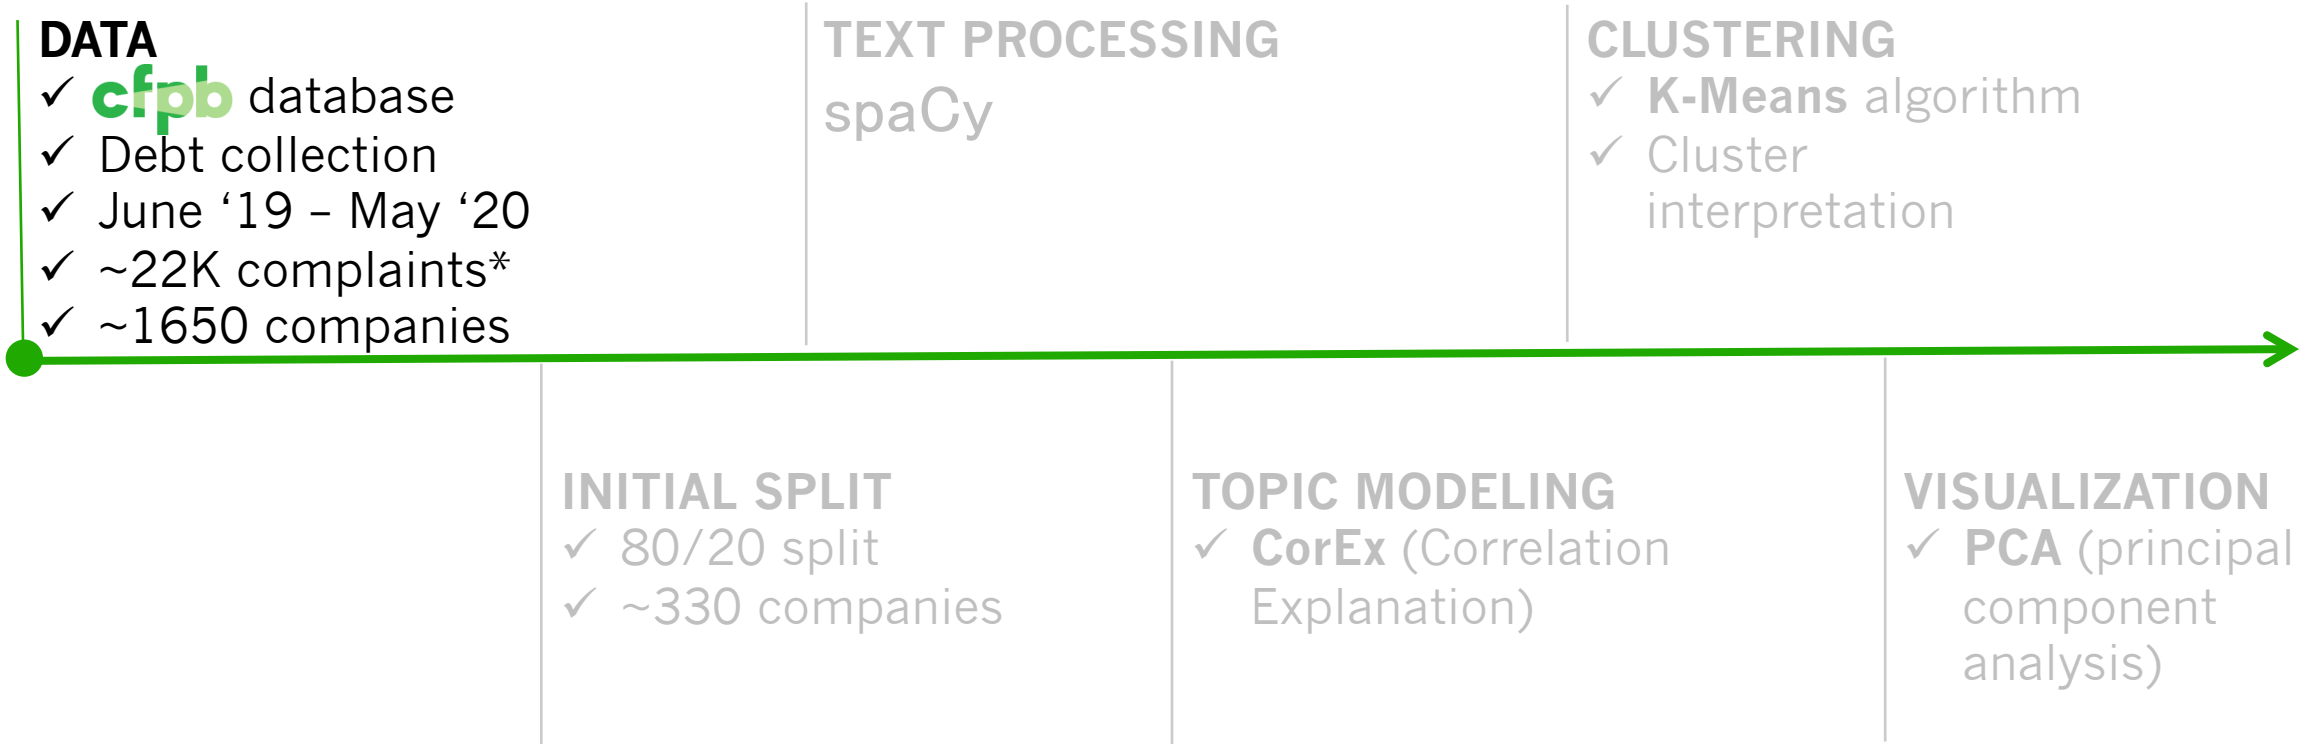 DATA
✓ cfpb database
✓ Debt collection
✓ June ‘19 – May ‘20
✓ ~22K complaints*
✓ ~1650 companies
INITIAL SPLIT
✓ 80/20 split
✓ ~330 companies
TEXT PROCESSING
spaCy
TOPIC MODELING
✓ CorEx (Correlation
Explanation)
CLUSTERING
✓ K-Means algorithm
✓ Cluster
interpretation
VISUALIZATION
✓ PCA (principal
component
analysis)